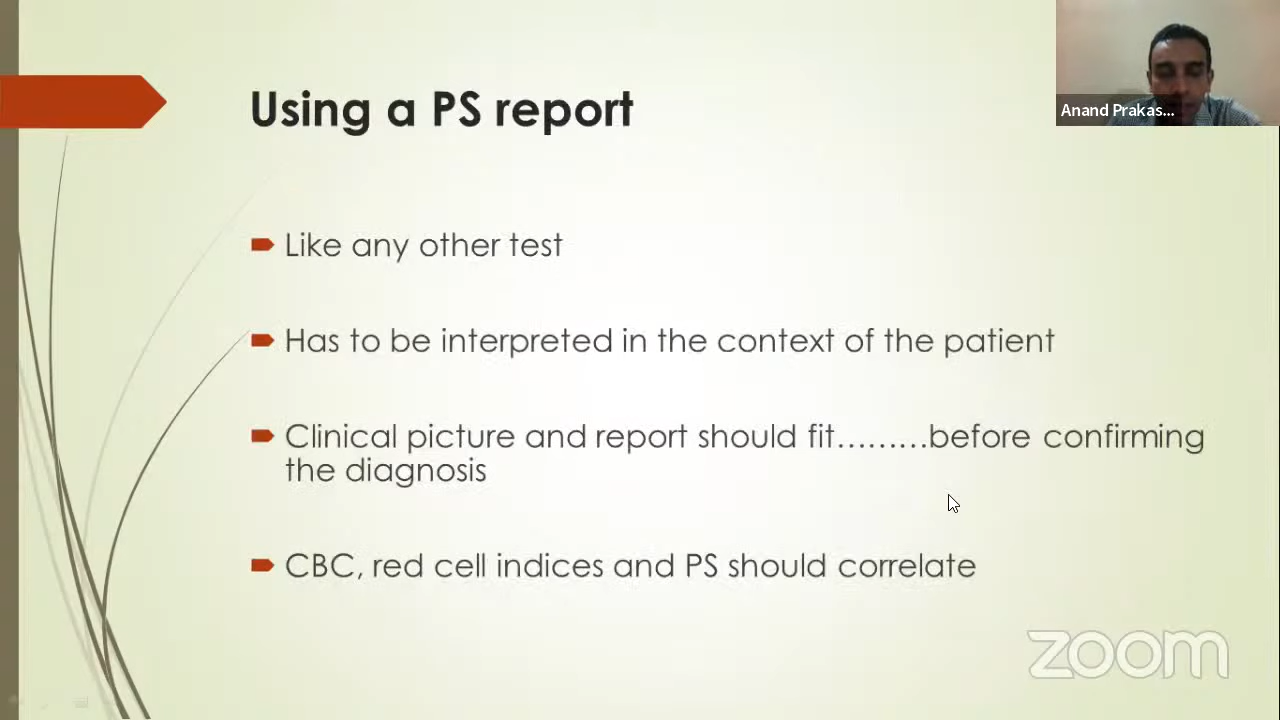 Using a PS report
Anand Prakas...
Like any other test
Has to be interpreted in the context of the patient
Clinical picture and report should fit.........before confirming
the diagnosis
CBC, red cell indices and PS should correlate
zoom